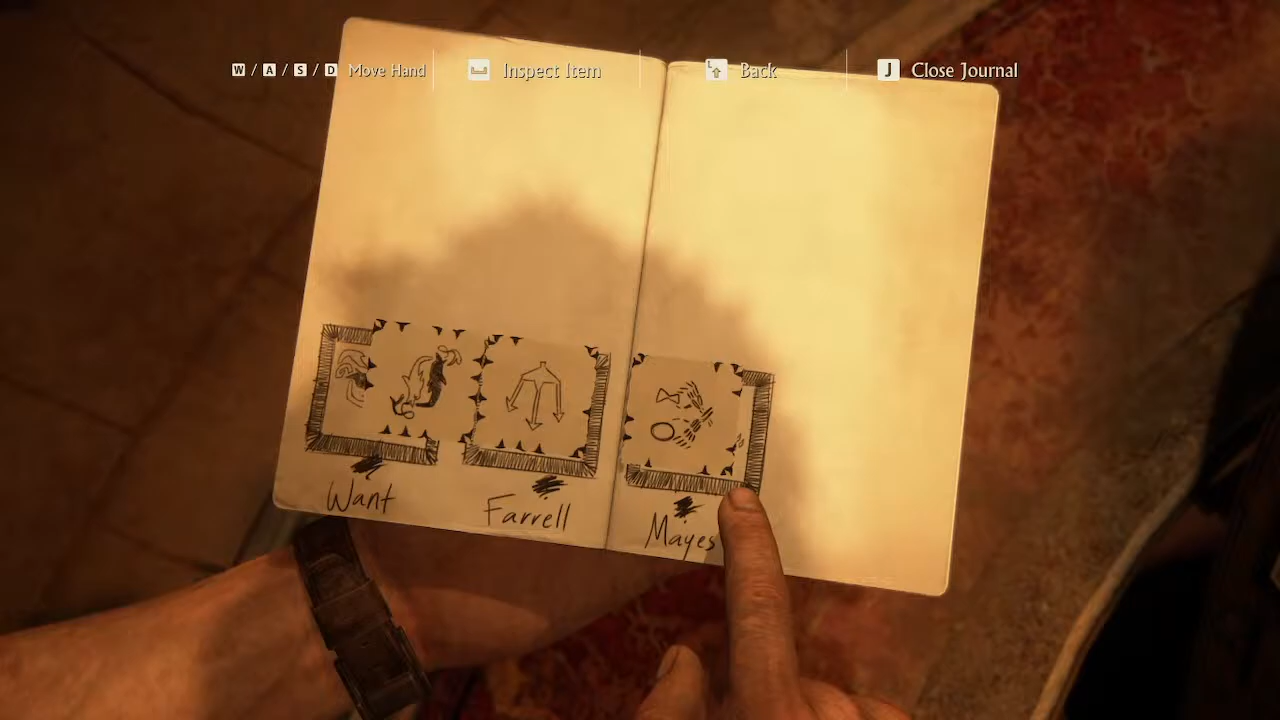 W / A / S / D Move Hand Inspect Item L Back J Close Journal
Want
Farrell
Mayes